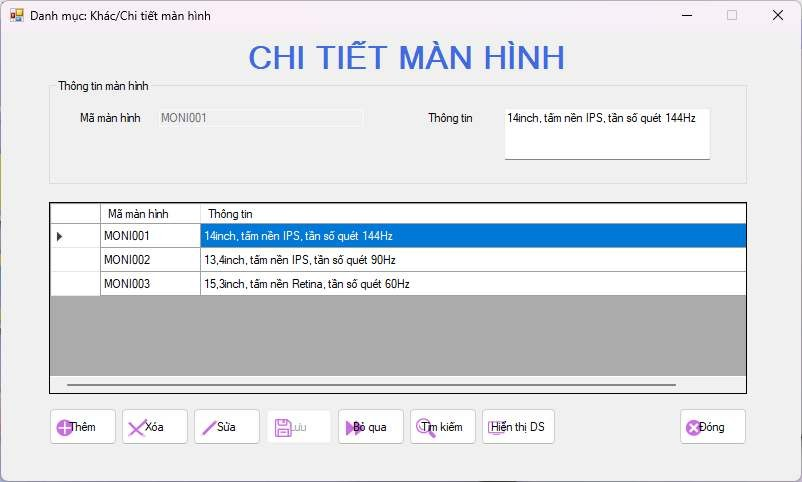 Danh mục: Khác/Chi tiết màn hình
CHI TIẾT MÀN HÌNH
Thông tin màn hình
Mã màn hình MONI001 Thông tin 14inch, tấm nền IPS, tần số quét 144Hz
Mã màn hình Thông tin
MONI001 14inch, tấm nền IPS, tần số quét 144Hz
MONI002 13,4inch, tấm nền IPS, tần số quét 90Hz
MONI003 15,3inch, tấm nền Retina, tần số quét 60Hz
Thêm Xóa Sửa Lưu Bỏ qua Tìm kiếm Hiển thị DS Đóng